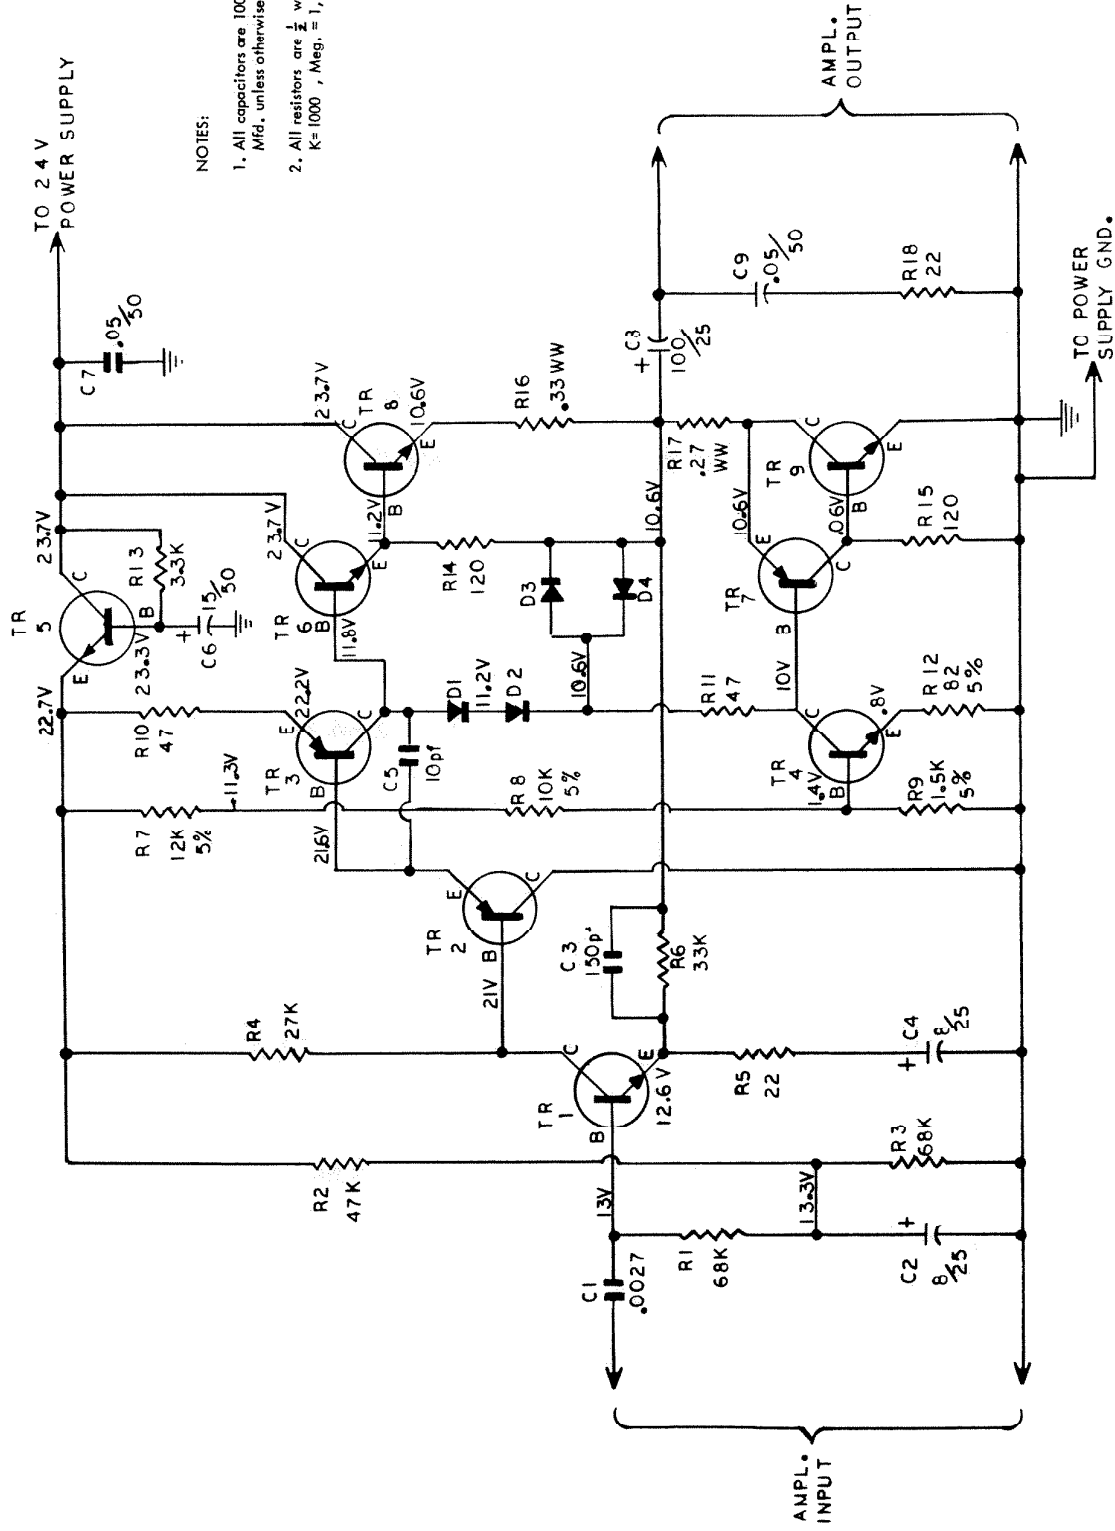 TO 24V
POWER SUPPLY
NOTES:
1. All capacitors are 100
Mfd. unless otherwise
2. All resistors are ½ w
K=1000 , Meg. = 1,
C7
.05/50
23.7V
TR
5
C
B
E
R13
3.3K
23.3V
+
C6
15/50
22.7V
R10
47
R7
12K
5%
11.3V
R4
27K
R2
47K
23.7V
C
TR
8
10.6V
E
B
11.2V
R16
.33 WW
23.7V
C
TR
6
B
E
11.8V
R14
120
D3
D4
10.6V
22.2V
E
TR
3
B
C
21.6V
D1
11.2V
D2
C5
10pf
R8
10K
5%
10.6V
+
C8
100/25
C9
.05/50
R18
22
R17
.27
WW
C
TR
9
E
B
.06V
10.6V
E
TR
7
C
R15
120
R11
47
10V
C
TR
4
B
1.4V
E
.8V
R12
82
5%
R9
1.5K
5%
E
TR
2
B
C
21V
C3
R6
33K
C
TR
1
B
E
12.6V
R5
22
+
C4
8/25
13V
C1
.0027
R1
68K
13.3V
R3
68K
+
C2
8/25
AMPL.
INPUT
AMPL.
OUTPUT
TO POWER
SUPPLY GND.